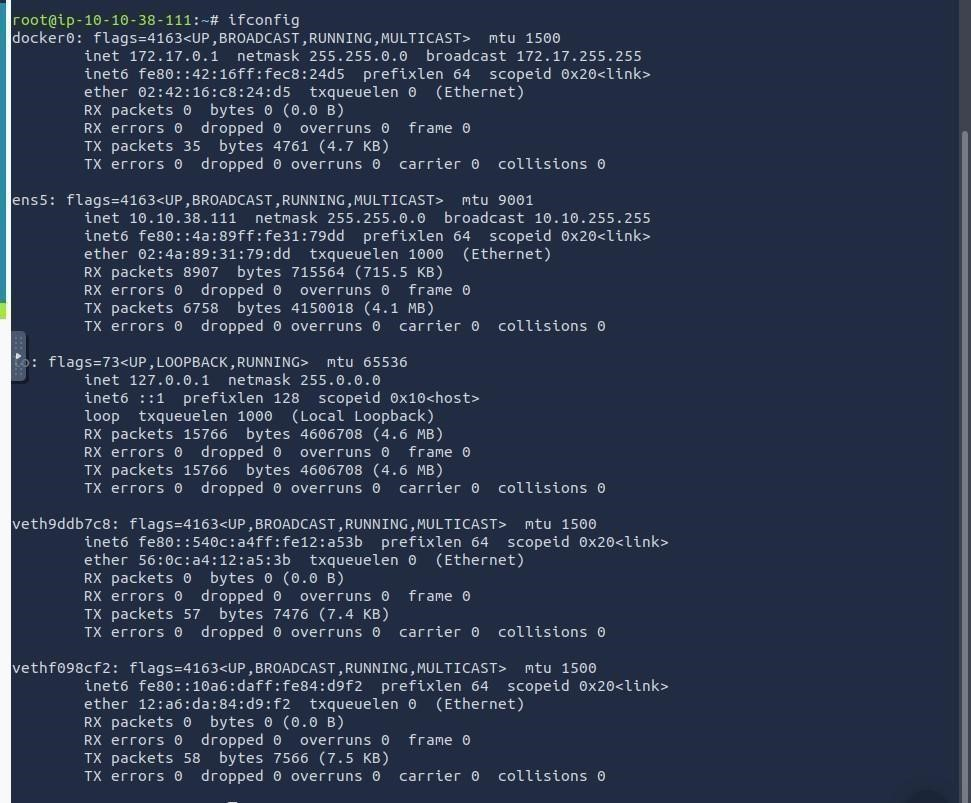 root@ip-10-10-38-111:~# ifconfig
docker0: flags=4163<UP,BROADCAST,RUNNING,MULTICAST>  mtu 1500
        inet 172.17.0.1  netmask 255.255.0.0  broadcast 172.17.255.255
        inet6 fe80::42:16ff:fec8:24d5  prefixlen 64  scopeid 0x20<link>
        ether 02:42:16:c8:24:d5  txqueuelen 0  (Ethernet)
        RX packets 0  bytes 0 (0.0 B)
        RX errors 0  dropped 0  overruns 0  frame 0
        TX packets 35  bytes 4761 (4.7 KB)
        TX errors 0  dropped 0 overruns 0  carrier 0  collisions 0

ens5: flags=4163<UP,BROADCAST,RUNNING,MULTICAST>  mtu 9001
        inet 10.10.38.111  netmask 255.255.0.0  broadcast 10.10.255.255
        inet6 fe80::4a:89ff:fe31:79dd  prefixlen 64  scopeid 0x20<link>
        ether 02:4a:89:31:79:dd  txqueuelen 1000  (Ethernet)
        RX packets 8907  bytes 715564 (715.5 KB)
        RX errors 0  dropped 0  overruns 0  frame 0
        TX packets 6758  bytes 4150018 (4.1 MB)
        TX errors 0  dropped 0 overruns 0  carrier 0  collisions 0

: flags=73<UP,LOOPBACK,RUNNING>  mtu 65536
        inet 127.0.0.1  netmask 255.0.0.0
        inet6 ::1  prefixlen 128  scopeid 0x10<host>
        loop  txqueuelen 1000  (Local Loopback)
        RX packets 15766  bytes 4606708 (4.6 MB)
        RX errors 0  dropped 0  overruns 0  frame 0
        TX packets 15766  bytes 4606708 (4.6 MB)
        TX errors 0  dropped 0 overruns 0  carrier 0  collisions 0

veth9ddb7c8: flags=4163<UP,BROADCAST,RUNNING,MULTICAST>  mtu 1500
        inet6 fe80::540c:a4ff:fe12:a53b  prefixlen 64  scopeid 0x20<link>
        ether 56:0c:a4:12:a5:3b  txqueuelen 0  (Ethernet)
        RX packets 0  bytes 0 (0.0 B)
        RX errors 0  dropped 0  overruns 0  frame 0
        TX packets 57  bytes 7476 (7.4 KB)
        TX errors 0  dropped 0 overruns 0  carrier 0  collisions 0

vethf098cf2: flags=4163<UP,BROADCAST,RUNNING,MULTICAST>  mtu 1500
        inet6 fe80::10a6:daff:fe84:d9f2  prefixlen 64  scopeid 0x20<link>
        ether 12:a6:da:84:d9:f2  txqueuelen 0  (Ethernet)
        RX packets 0  bytes 0 (0.0 B)
        RX errors 0  dropped 0  overruns 0  frame 0
        TX packets 58  bytes 7566 (7.5 KB)
        TX errors 0  dropped 0 overruns 0  carrier 0  collisions 0